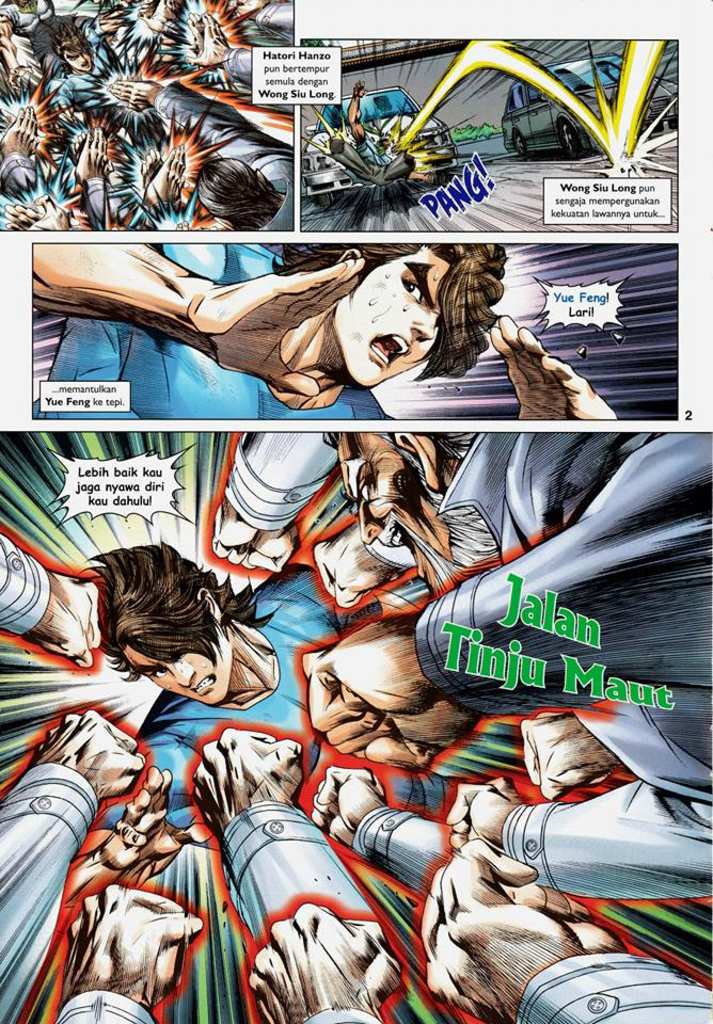 Hatori Hanzo
pun bertempur
semula dengan
Wong Siu Long.
PANG!
Wong Siu Long pun
sengaja mempergunakan
kekuatan lawannya untuk...
Yue Feng!
Lari!
...memantulkan
Yue Feng ke tepi.
2
Lebih baik kau
jaga nyawa diri
kau dahulu!
Jalan
Tinju Maut